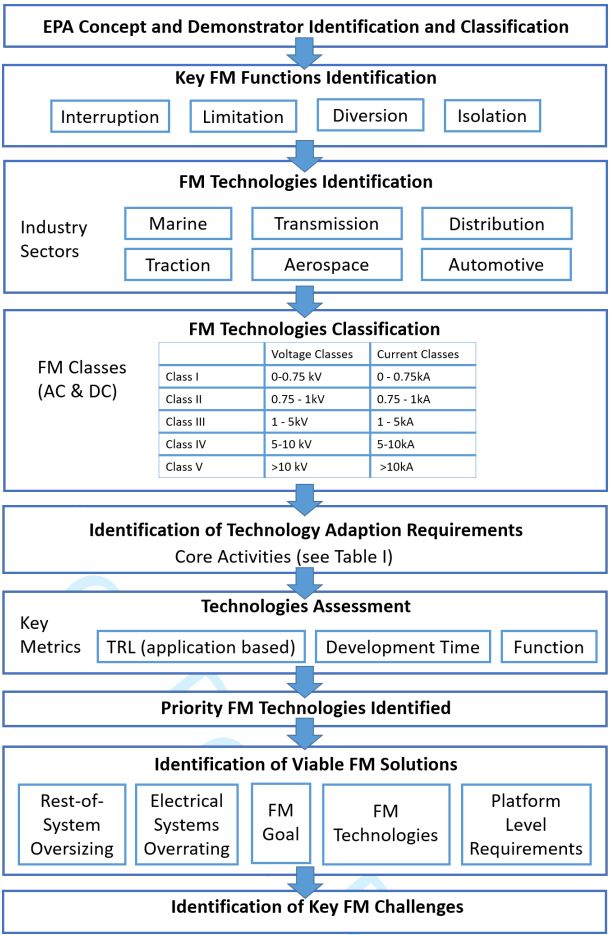 EPA Concept and Demonstrator Identification and Classification
Key FM Functions Identification
Interruption
Limitation
Diversion
Isolation
FM Technologies Identification
Industry
Sectors
Marine
Transmission
Distribution
Traction
Aerospace
Automotive
FM Technologies Classification
FM Classes
(AC & DC)
Voltage Classes
Current Classes
Class I
0-0.75 kV
0 - 0.75kA
Class II
0.75 - 1kV
0.75 - 1kA
Class III
1 - 5kV
1 - 5kA
Class IV
5-10 kV
5-10kA
Class V
>10 kV
>10kA
Identification of Technology Adaption Requirements
Core Activities (see Table I)
Technologies Assessment
Key
Metrics
TRL (application based)
Development Time
Function
Priority FM Technologies Identified
Identification of Viable FM Solutions
Rest-of-
System
Oversizing
Electrical
Systems
Overrating
FM
Goal
FM
Technologies
Platform
Level
Requirements
Identification of Key FM Challenges